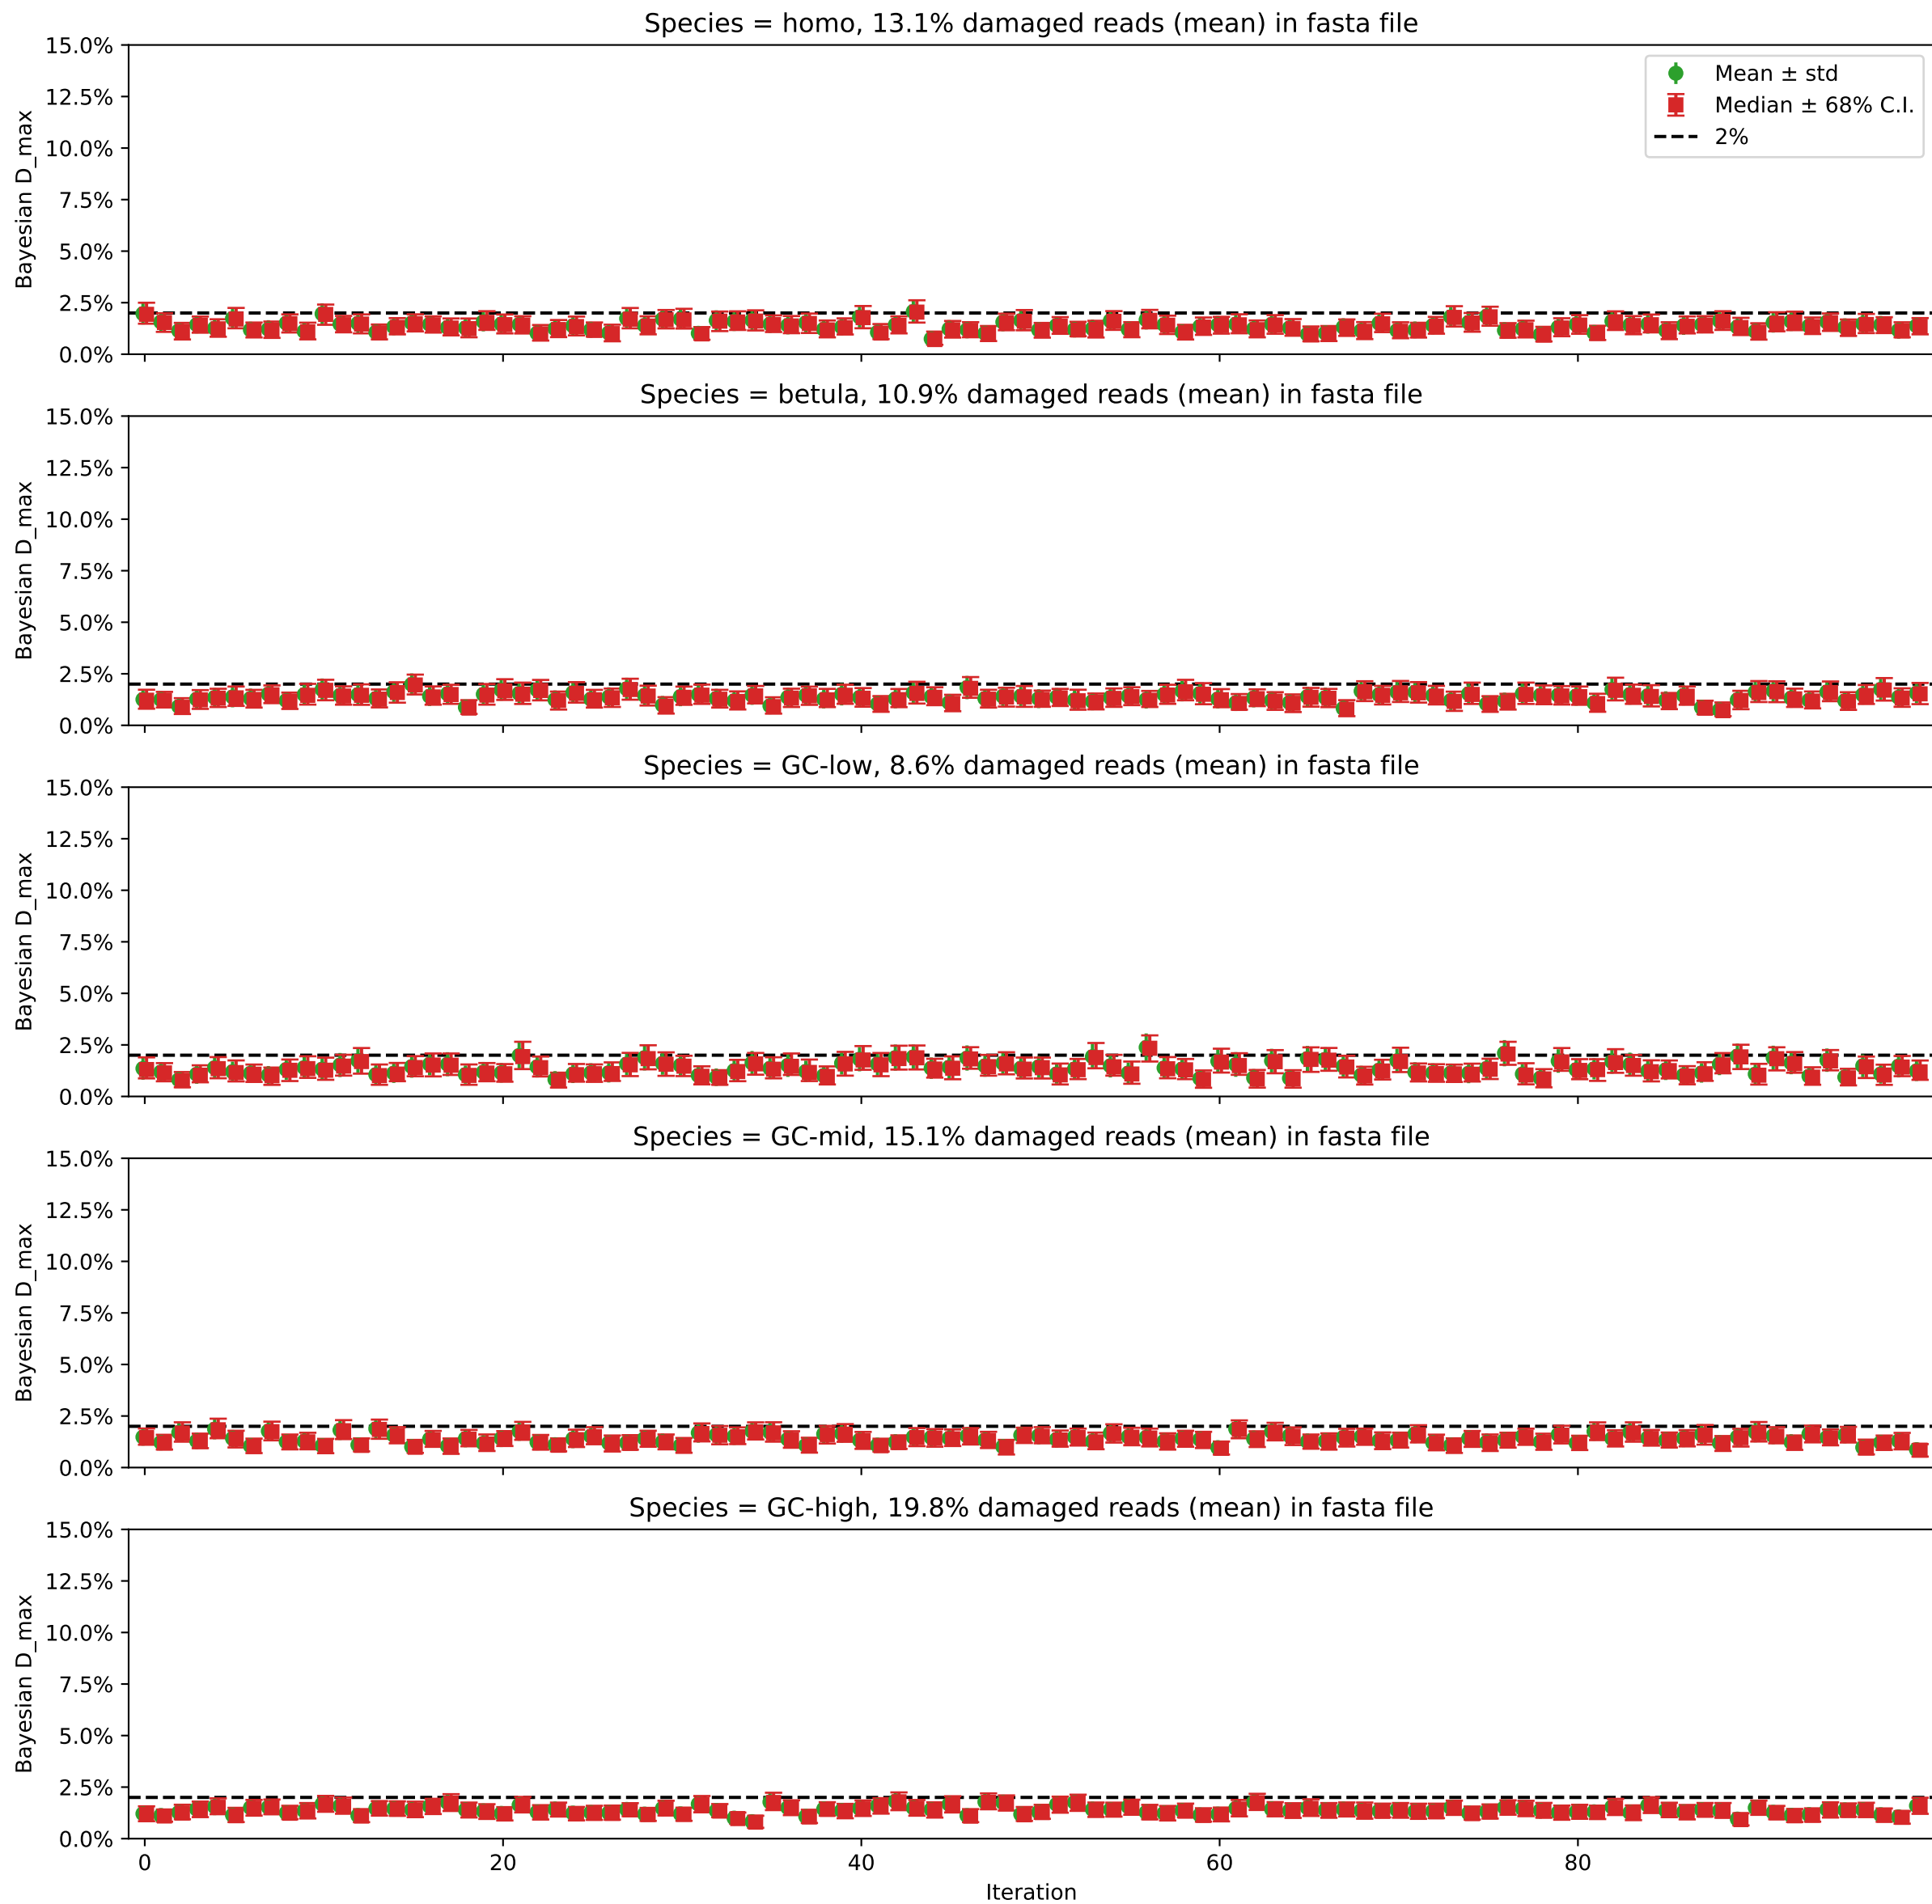 Species = homo, 13.1% damaged reads (mean) in fasta file
15.0%
12.5%
10.0%
7.5%
5.0%
2.5%
0.0%
Bayesian D_max
Mean ± std
Median ± 68% C.I.
2%
Species = betula, 10.9% damaged reads (mean) in fasta file
15.0%
12.5%
10.0%
7.5%
5.0%
2.5%
0.0%
Bayesian D_max
Species = GC-low, 8.6% damaged reads (mean) in fasta file
15.0%
12.5%
10.0%
7.5%
5.0%
2.5%
0.0%
Bayesian D_max
Species = GC-mid, 15.1% damaged reads (mean) in fasta file
15.0%
12.5%
10.0%
7.5%
5.0%
2.5%
0.0%
Bayesian D_max
Species = GC-high, 19.8% damaged reads (mean) in fasta file
15.0%
12.5%
10.0%
7.5%
5.0%
2.5%
0.0%
Bayesian D_max
0 20 40 60 80
Iteration